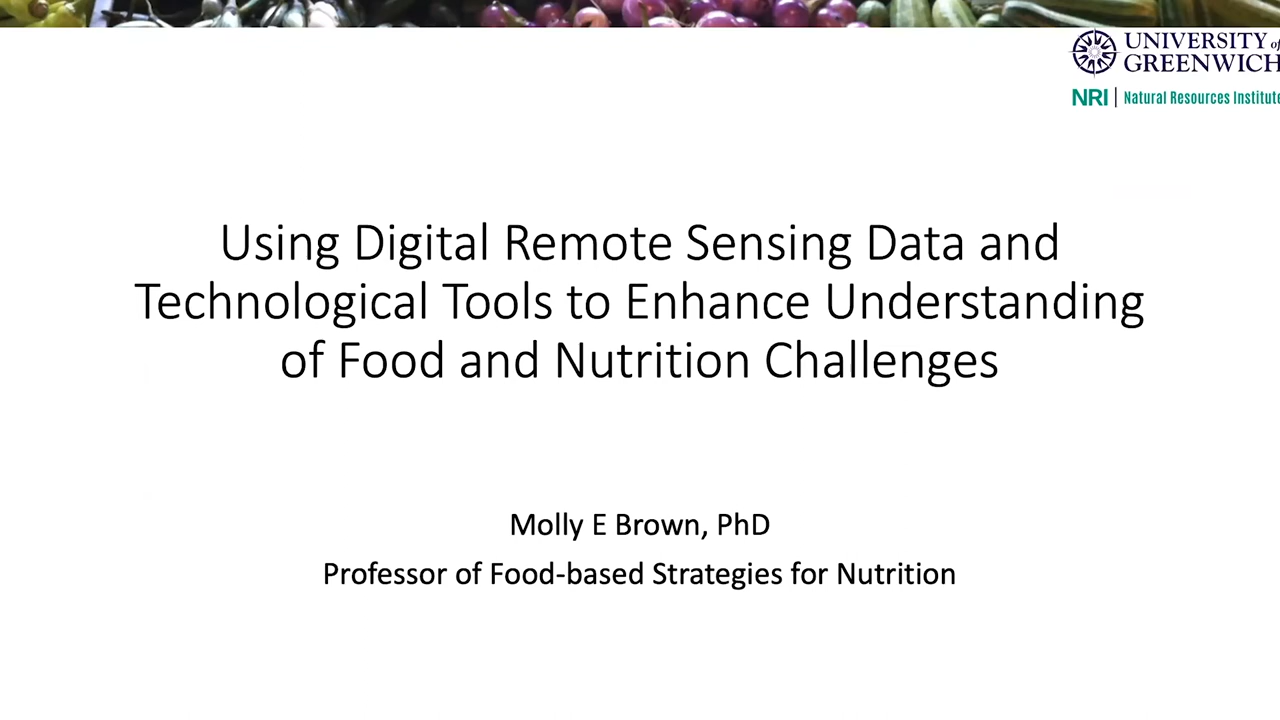 UNIVERSITY of
GREENWICH
NRI | Natural Resources Institute
Using Digital Remote Sensing Data and
Technological Tools to Enhance Understanding
of Food and Nutrition Challenges
Molly E Brown, PhD
Professor of Food-based Strategies for Nutrition